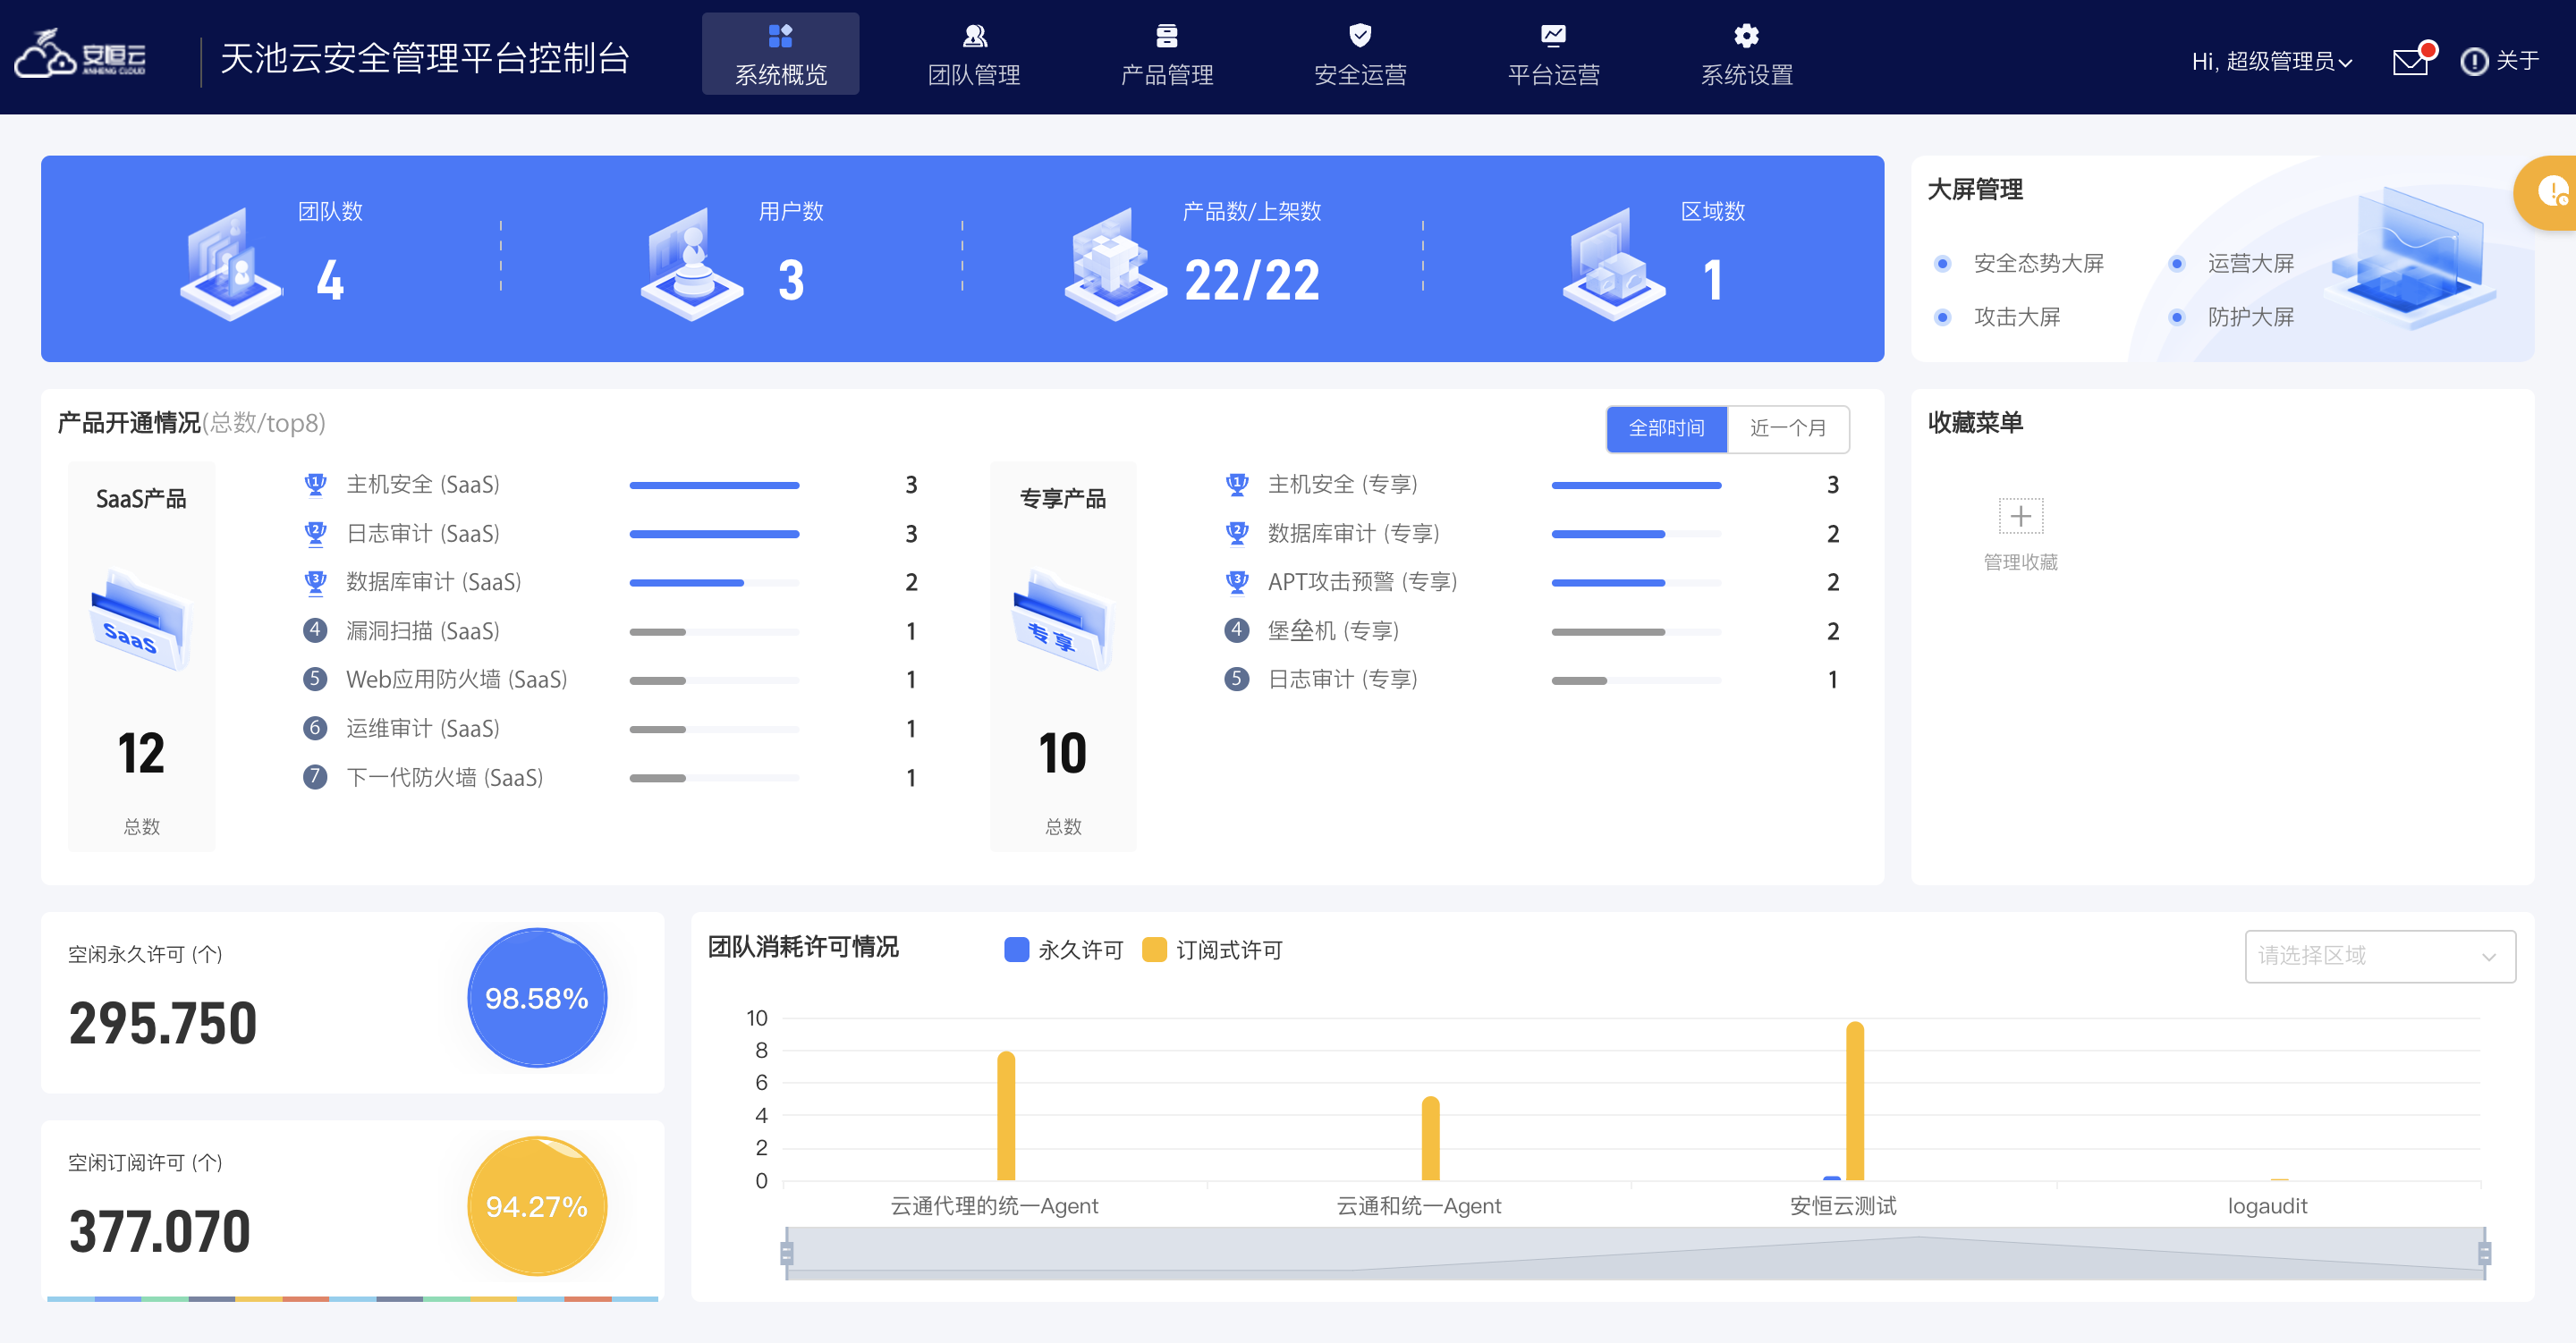 安恒云
ANHENG CLOUD
天池云安全管理平台控制台
系统概览
团队管理
产品管理
安全运营
平台运营
系统设置
Hi, 超级管理员
关于
团队数
4
用户数
3
产品数/上架数
22/22
区域数
1
大屏管理
安全态势大屏
运营大屏
攻击大屏
防护大屏
产品开通情况(总数/top8)
全部时间
近一个月
SaaS产品
SaaS
12
总数
1 主机安全 (SaaS) 3
2 日志审计 (SaaS) 3
3 数据库审计 (SaaS) 2
4 漏洞扫描 (SaaS) 1
5 Web应用防火墙 (SaaS) 1
6 运维审计 (SaaS) 1
7 下一代防火墙 (SaaS) 1
专享产品
专享
10
总数
1 主机安全 (专享) 3
2 数据库审计 (专享) 2
3 APT攻击预警 (专享) 2
4 堡垒机 (专享) 2
5 日志审计 (专享) 1
收藏菜单
管理收藏
空闲永久许可 (个)
295.750
98.58%
空闲订阅许可 (个)
377.070
94.27%
团队消耗许可情况
永久许可
订阅式许可
请选择区域
10
8
6
4
2
0
云通代理的统一Agent
云通和统一Agent
安恒云测试
logaudit